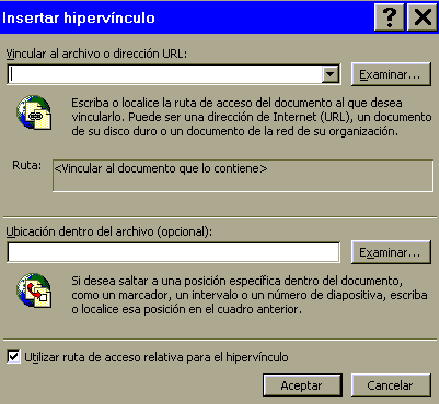 Insertar hipervínculo
Vincular al archivo o dirección URL:
Examinar...
Escriba o localice la ruta de acceso del documento al que desea
vincularlo. Puede ser una dirección de Internet (URL), un documento
de su disco duro o un documento de la red de su organización.
Ruta: <Vincular al documento que lo contiene>
Ubicación dentro del archivo (opcional):
Examinar...
Si desea saltar a una posición específica dentro del documento,
como un marcador, un intervalo o un número de diapositiva, escriba
o localice esa posición en el cuadro anterior.
Utilizar ruta de acceso relativa para el hipervínculo
Aceptar Cancelar